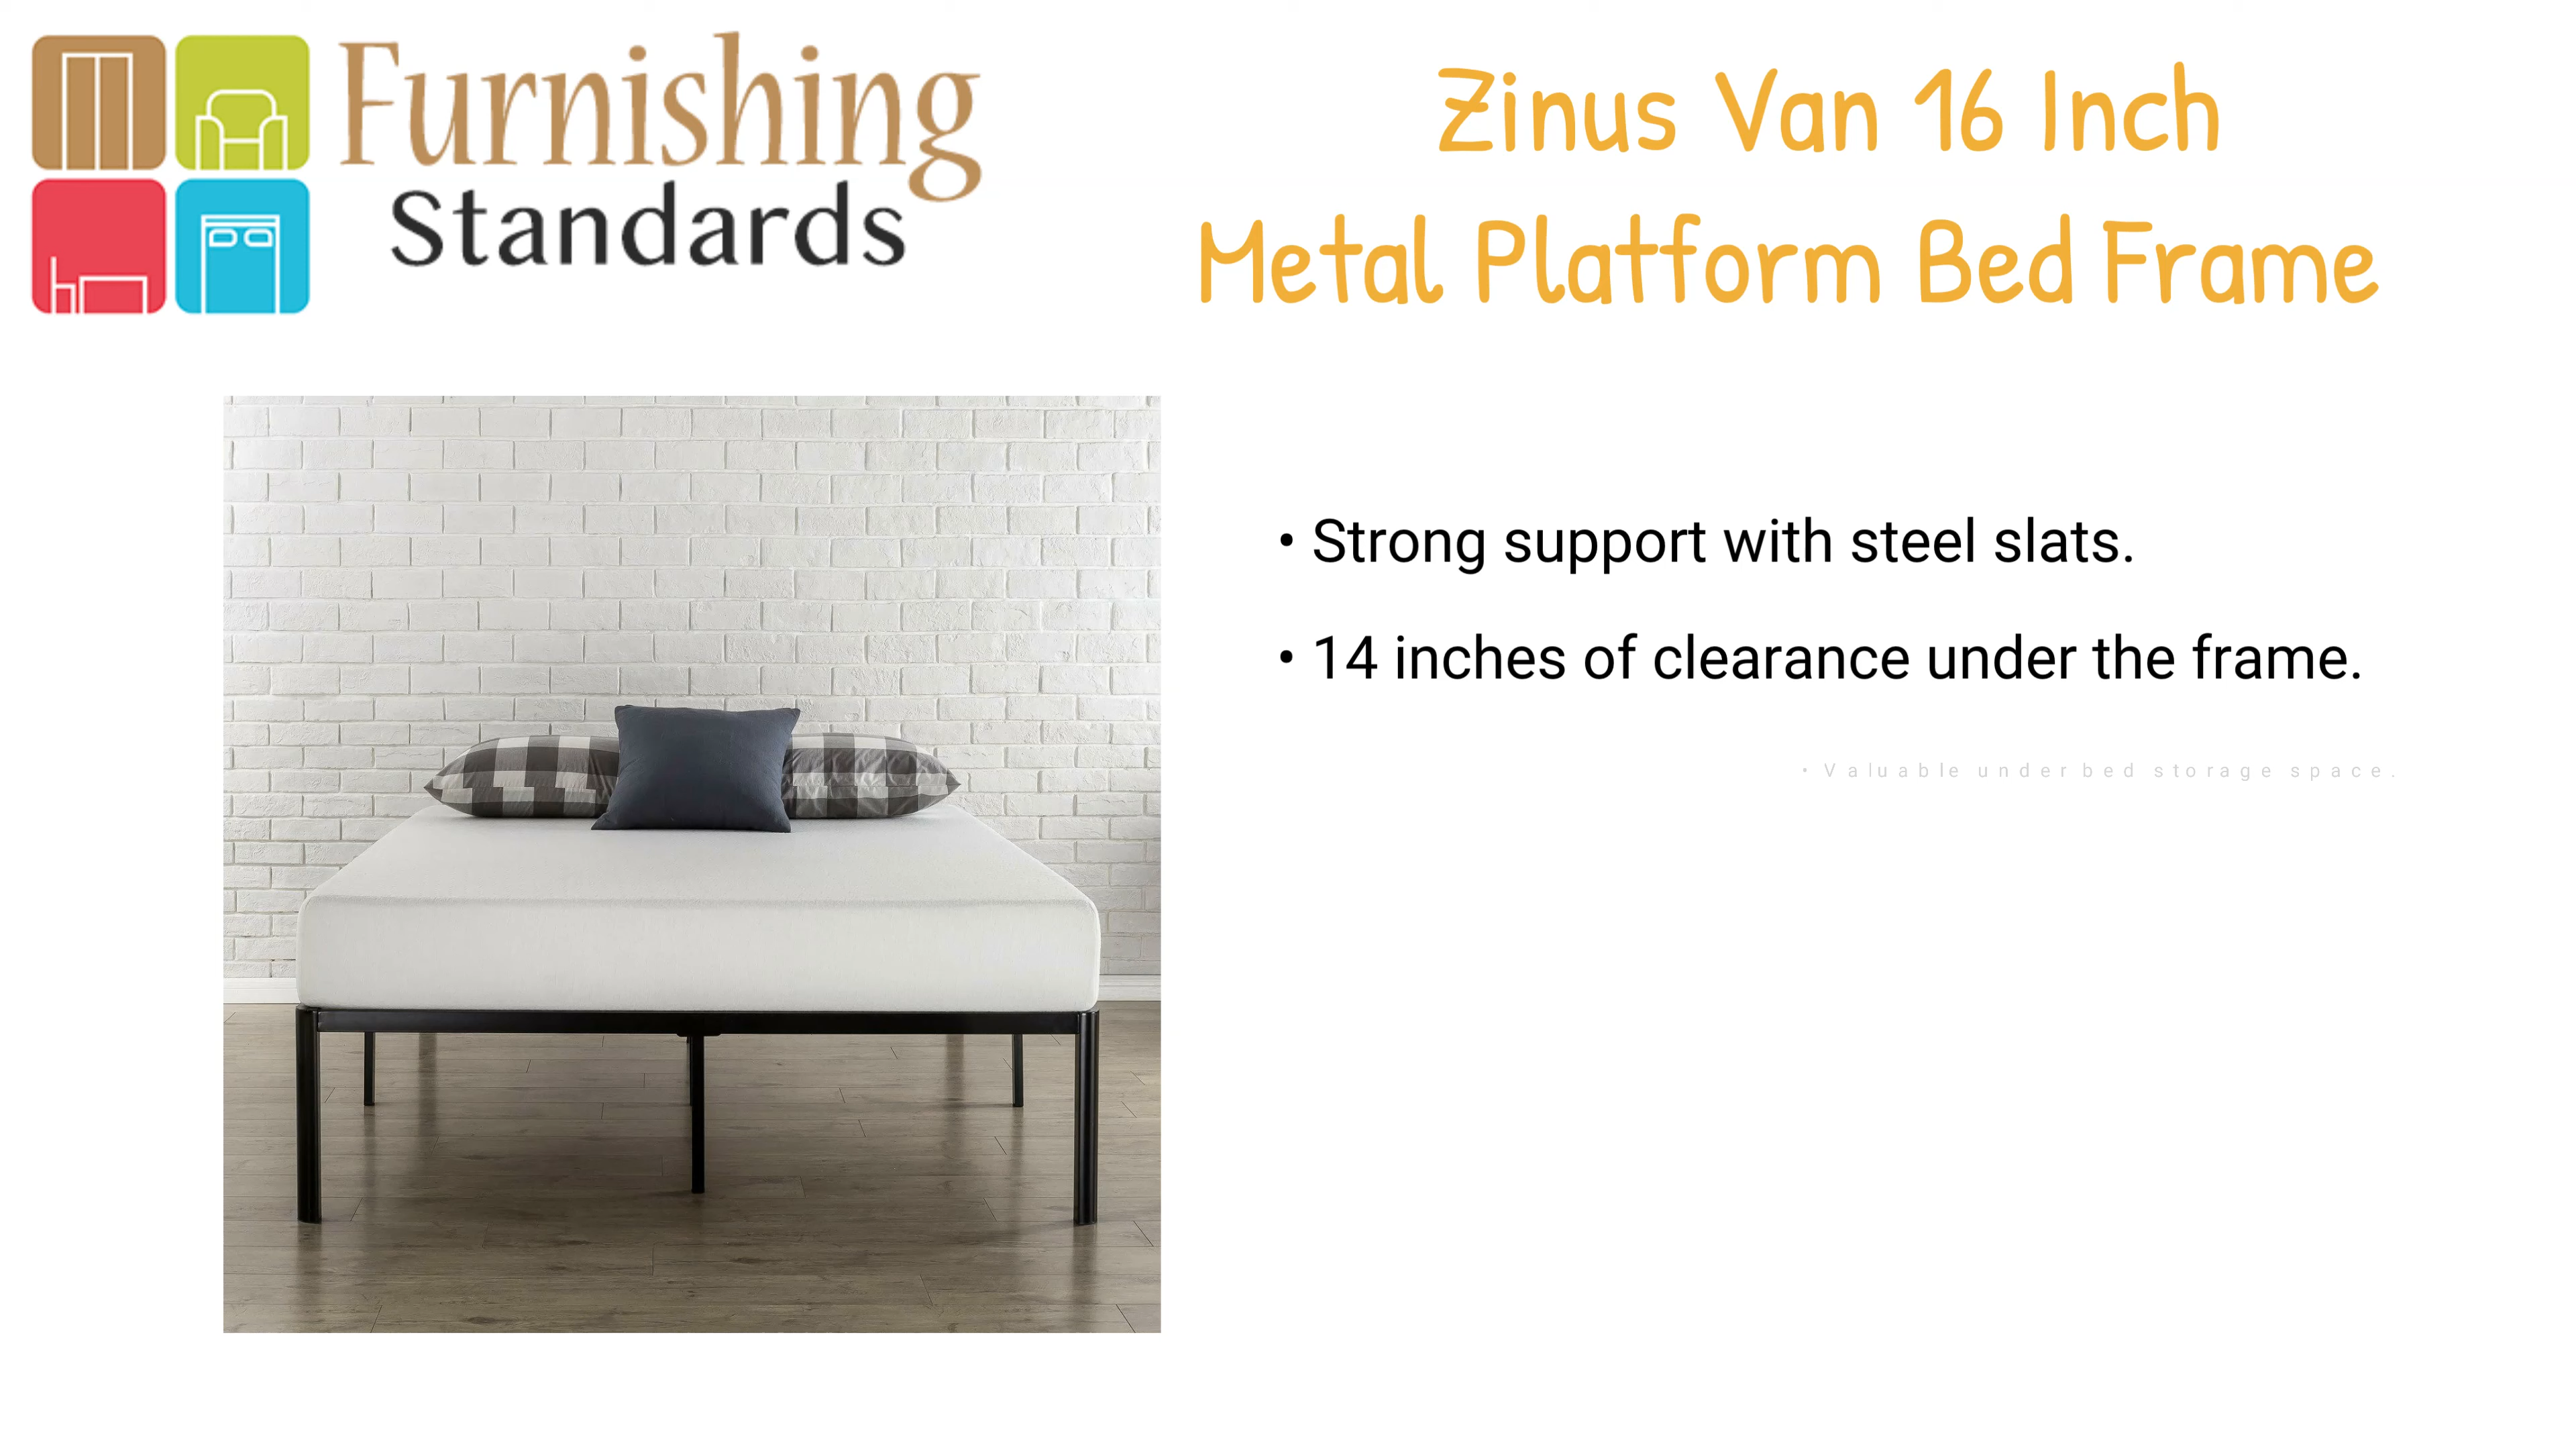 Furnishing
Standards
Zinus Van 16 Inch
Metal Platform Bed Frame
• Strong support with steel slats.
• 14 inches of clearance under the frame.
• Valuable under bed storage space.